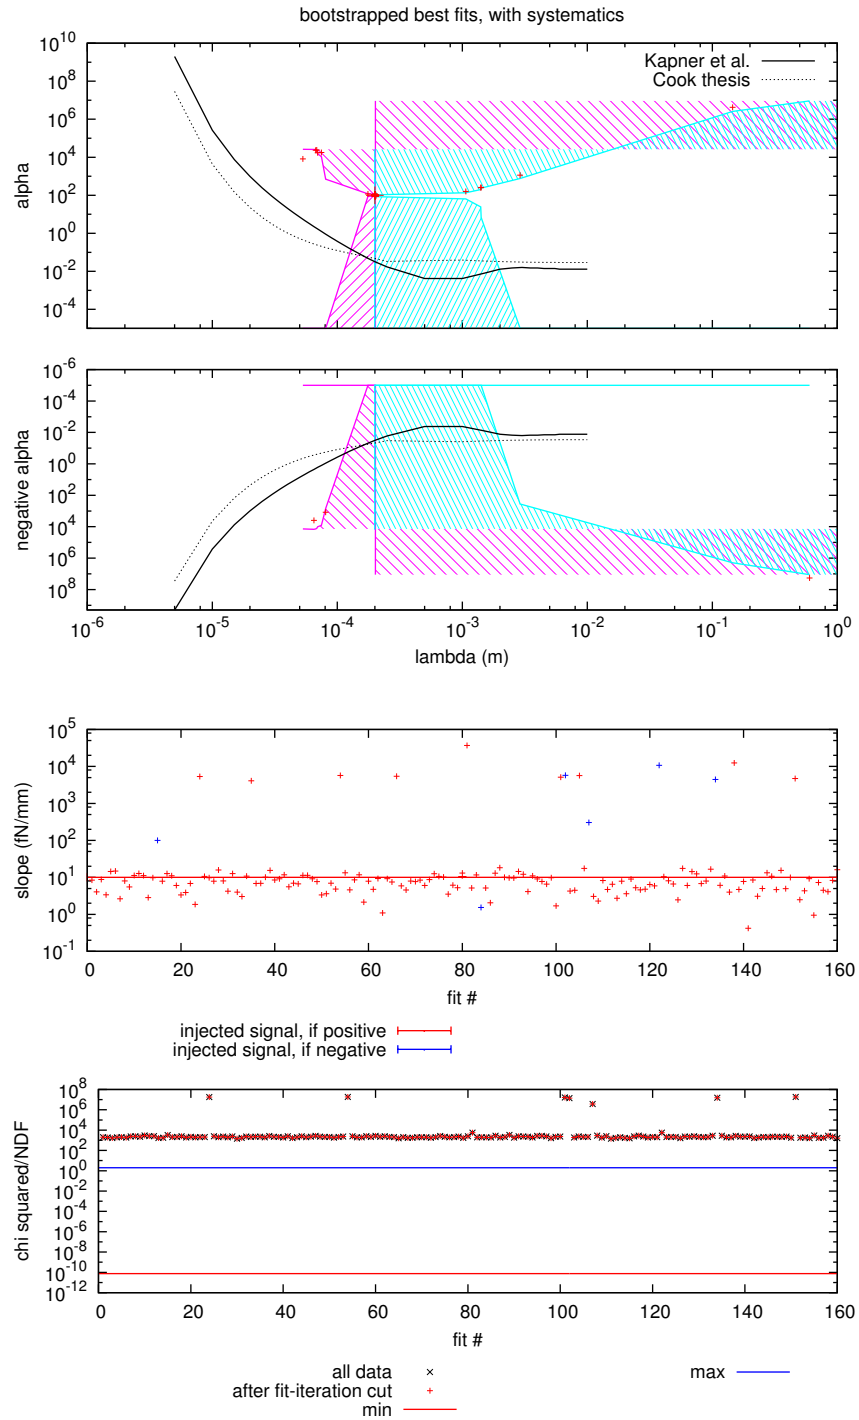 bootstrapped best fits, with systematics
10^10
10^8
10^6
10^4
10^2
10^0
10^-2
10^-4
alpha
Kapner et al.
Cook thesis
10^-6
10^-4
10^-2
10^0
10^2
10^4
10^6
10^8
negative alpha
10^-6 10^-5 10^-4 10^-3 10^-2 10^-1 10^0
lambda (m)
10^5
10^4
10^3
10^2
10^1
10^0
10^-1
slope (fN/mm)
0 20 40 60 80 100 120 140 160
fit #
injected signal, if positive
injected signal, if negative
10^8
10^6
10^4
10^2
10^0
10^-2
10^-4
10^-6
10^-8
10^-10
10^-12
chi squared/NDF
0 20 40 60 80 100 120 140 160
fit #
all data max
after fit-iteration cut
min